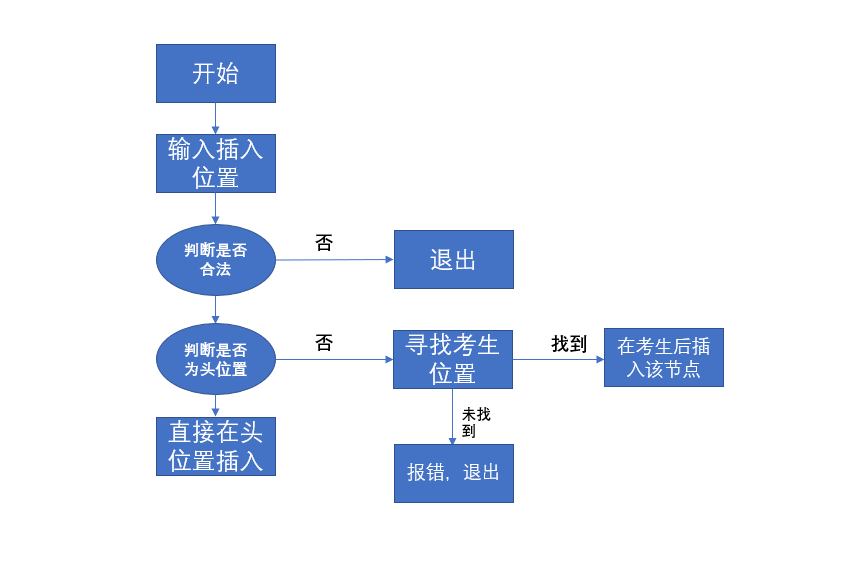 开始
输入插入
位置
判断是否
合法
否
退出
判断是否
为头位置
否
寻找考生
位置
找到
在考生后插
入该节点
直接在头
位置插入
未找
到
报错，退出